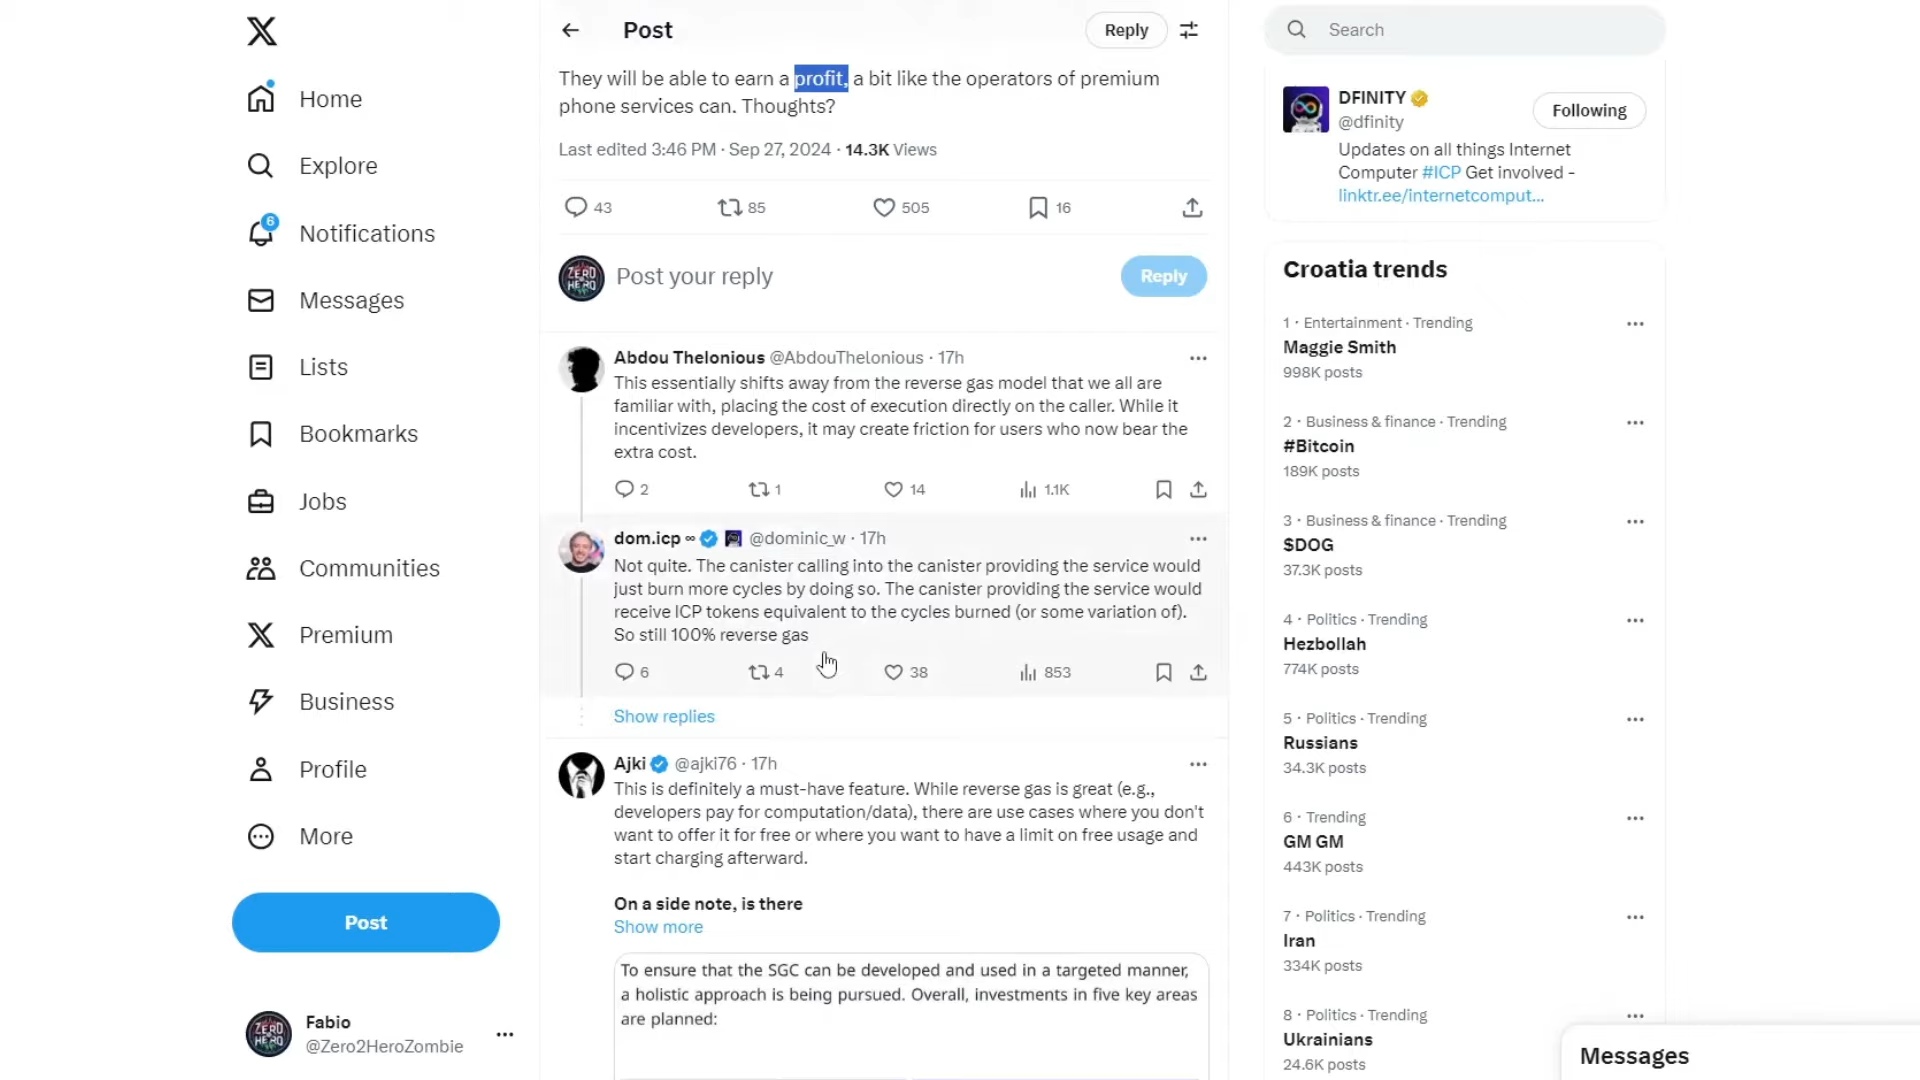 Home
Explore
6
Notifications
Messages
Lists
Bookmarks
Jobs
Communities
Premium
Business
Profile
More
Post
Fabio
@Zero2HeroZombie
Post
Reply
They will be able to earn a profit, a bit like the operators of premium
phone services can. Thoughts?
Last edited 3:46 PM · Sep 27, 2024 · 14.3K Views
43 85 505 16
ZERO HERO
Post your reply
Reply
Abdou Thelonious @AbdouThelonious · 17h
This essentially shifts away from the reverse gas model that we all are
familiar with, placing the cost of execution directly on the caller. While it
incentivizes developers, it may create friction for users who now bear the
extra cost.
2 1 14 1.1K
dom.icp ∞ @dominic_w · 17h
Not quite. The canister calling into the canister providing the service would
just burn more cycles by doing so. The canister providing the service would
receive ICP tokens equivalent to the cycles burned (or some variation of).
So still 100% reverse gas
6 4 38 853
Show replies
Ajki @ajki76 · 17h
This is definitely a must-have feature. While reverse gas is great (e.g.,
developers pay for computation/data), there are use cases where you don't
want to offer it for free or where you want to have a limit on free usage and
start charging afterward.
On a side note, is there
Show more
To ensure that the SGC can be developed and used in a targeted manner,
a holistic approach is being pursued. Overall, investments in five key areas
are planned:
Search
DFINITY
@dfinity
Following
Updates on all things Internet
Computer #ICP Get involved -
linktr.ee/internetcomput...
Croatia trends
1 · Entertainment · Trending
Maggie Smith
998K posts
2 · Business & finance · Trending
#Bitcoin
189K posts
3 · Business & finance · Trending
$DOG
37.3K posts
4 · Politics · Trending
Hezbollah
774K posts
5 · Politics · Trending
Russians
34.3K posts
6 · Trending
GM GM
443K posts
7 · Politics · Trending
Iran
334K posts
8 · Politics · Trending
Ukrainians
24.6K posts
Messages